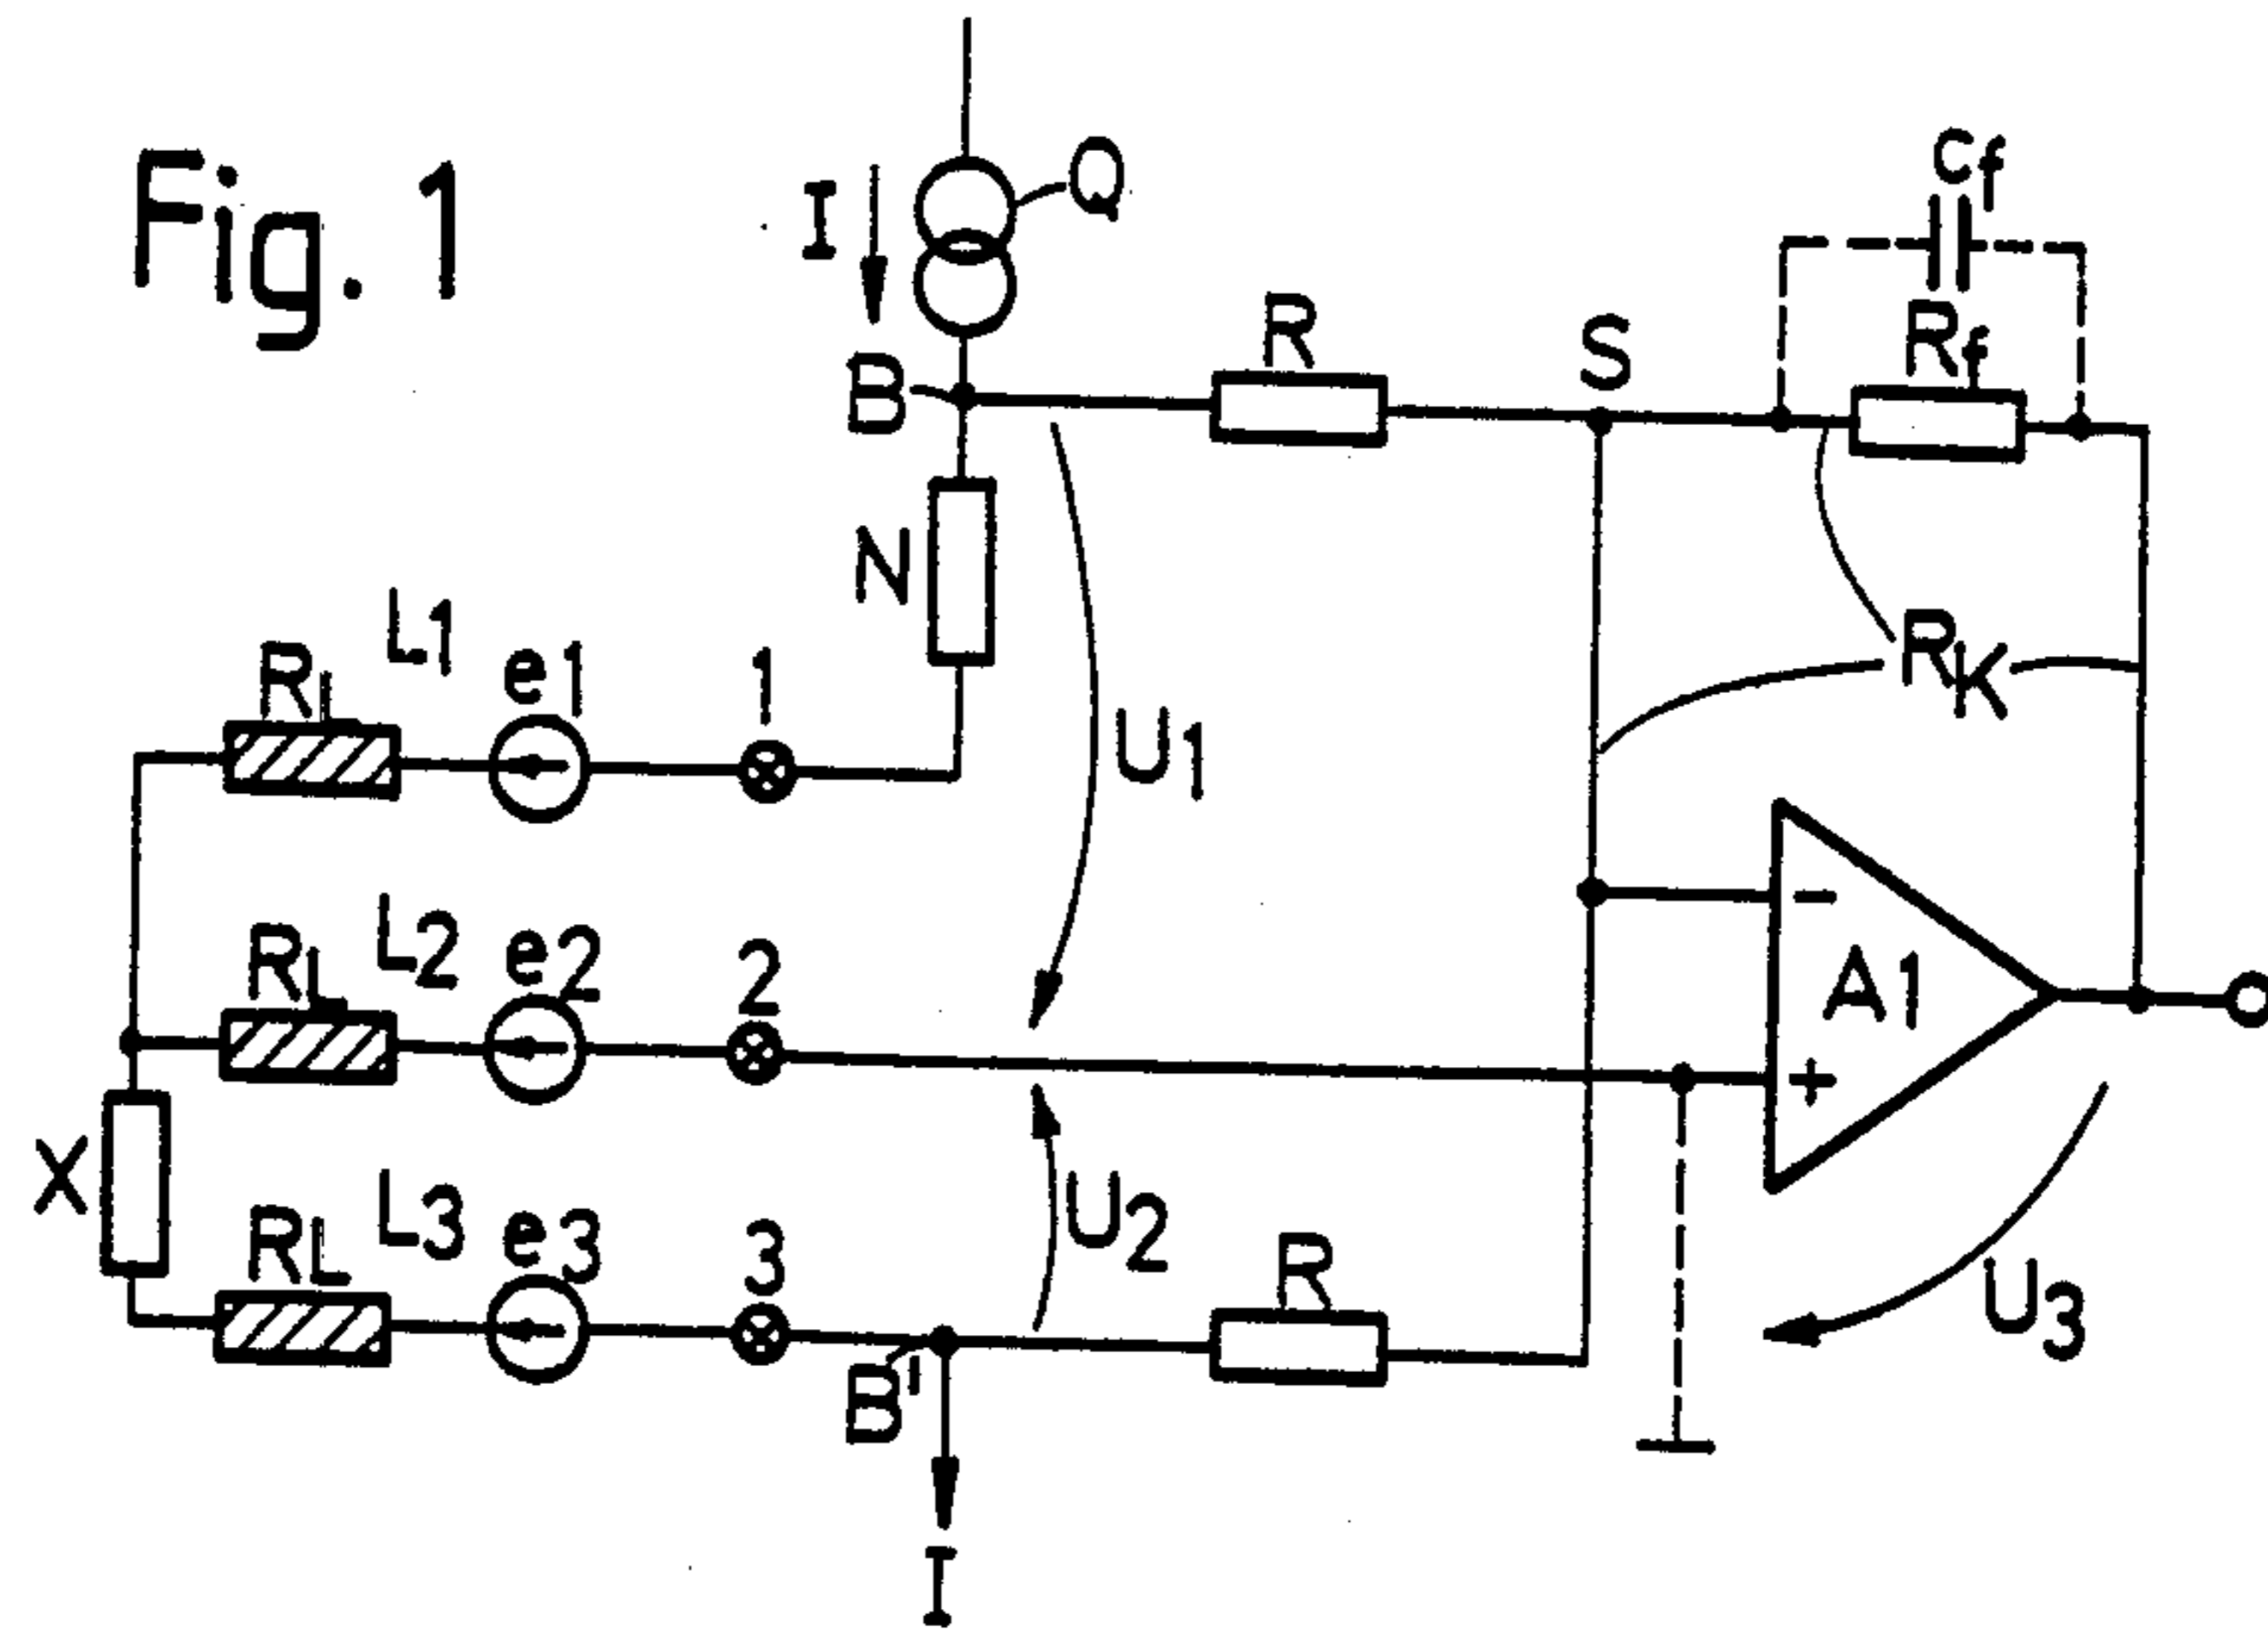 Fig. 1
I
Q
B
R
S
Cf
Rf
N
RL
L1
e1
1
U1
RK
RL
L2
e2
2
-
A1
+
X
RL
L3
e3
3
U2
R
U3
B'
I